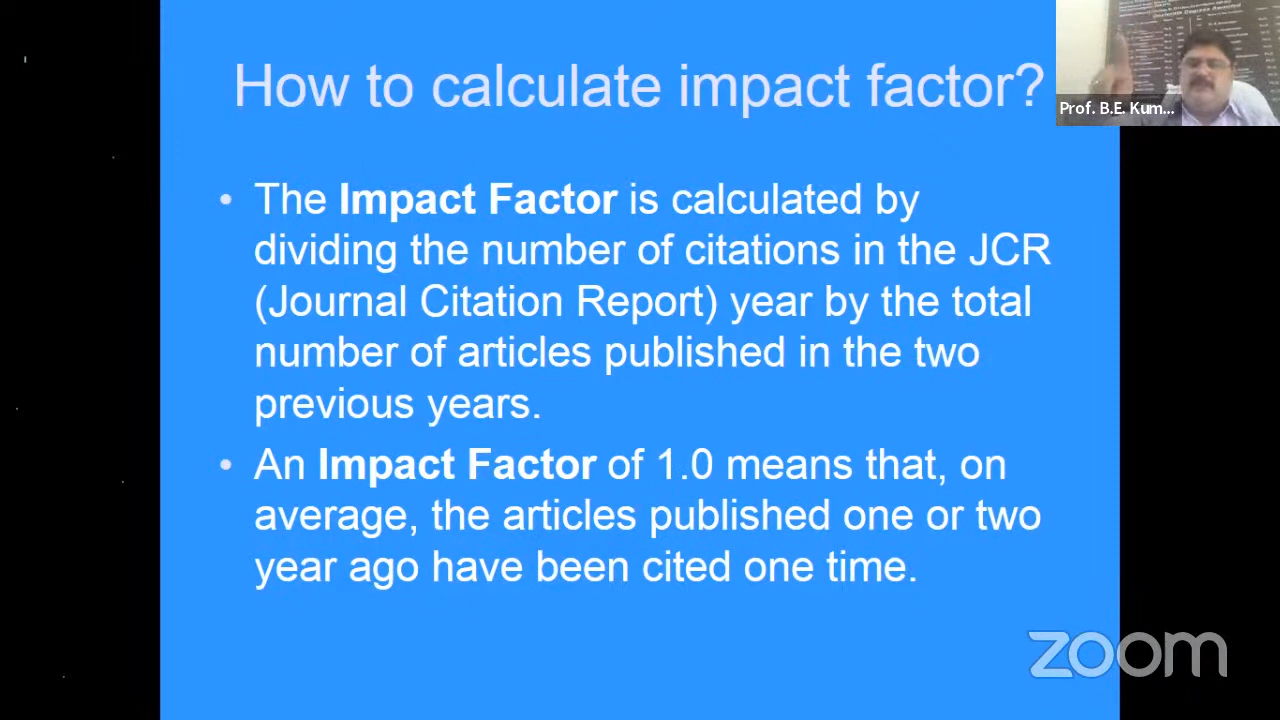 How to calculate impact factor?
Prof. B.E. Kum...
• The Impact Factor is calculated by
dividing the number of citations in the JCR
(Journal Citation Report) year by the total
number of articles published in the two
previous years.
• An Impact Factor of 1.0 means that, on
average, the articles published one or two
year ago have been cited one time.
zoom